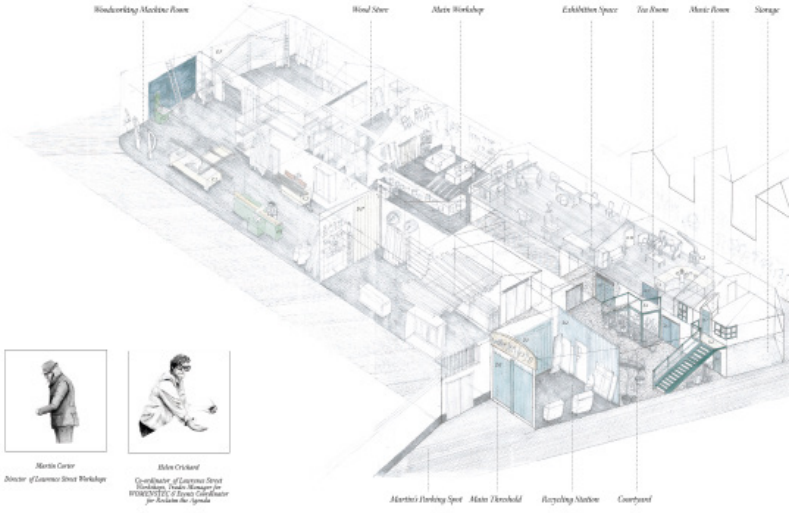 Woodworking Machine Room
Wood Store
Main Workshop
Exhibition Space
Tea Room
Music Room
Storage
Martin Carter
Director of Lawrence Street Workshops
Helen Crickard
Co-ordinator of Lawrence Street
Workshops, Trades Manager for
WOMENSTEC & Events Coordinator
for Reclaim the Agenda
Martin's Parking Spot
Main Threshold
Recycling Station
Courtyard